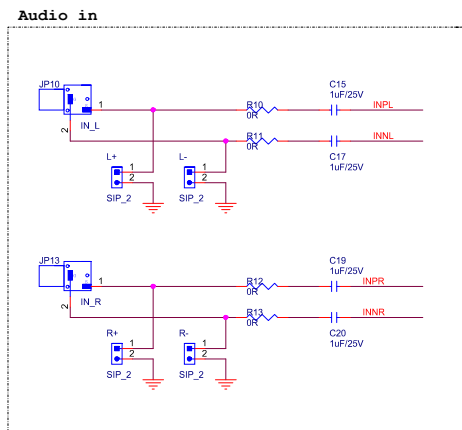 Audio in
JP10
1
2
IN_L
R10
0R
C15
1uF/25V
INPL
R11
0R
C17
1uF/25V
INNL
L+
1
2
SIP_2
L-
1
2
SIP_2
JP13
1
2
IN_R
R12
0R
C19
1uF/25V
INPR
R13
0R
C20
1uF/25V
INNR
R+
1
2
SIP_2
R-
1
2
SIP_2